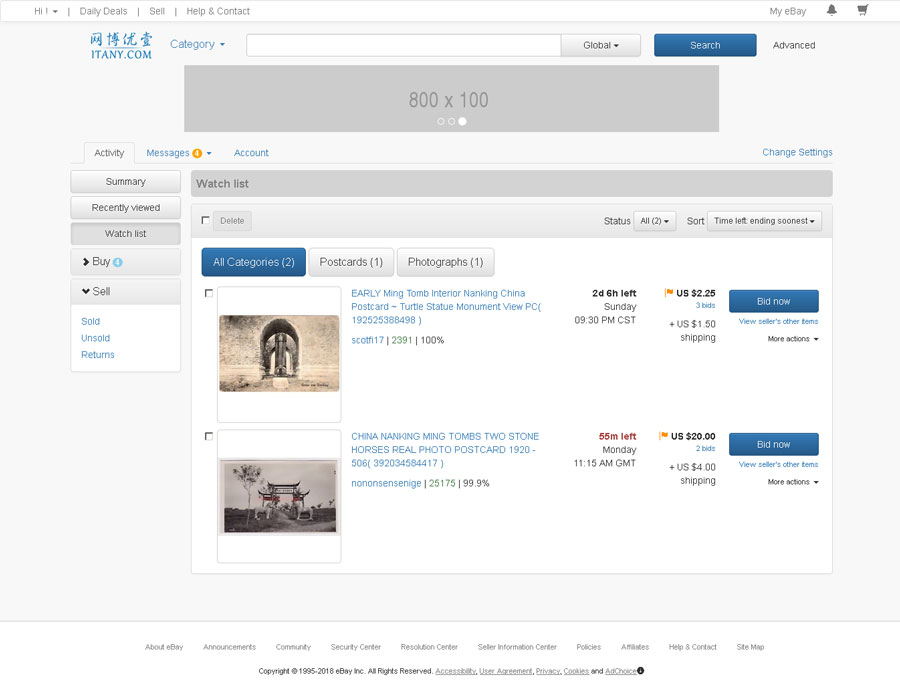 Hi ! | Daily Deals | Sell | Help & Contact
My eBay
网博优壹
ITANY.COM
Category
Global
Search
Advanced
800 x 100
Activity
Messages 4
Account
Change Settings
Summary
Recently viewed
Watch list
Buy 4
Sell
Sold
Unsold
Returns
Watch list
Delete
Status All (2) Sort Time left: ending soonest
All Categories (2)
Postcards (1)
Photographs (1)
EARLY Ming Tomb Interior Nanking China
Postcard ~ Turtle Statue Monument View PC(
192525388498 )
scotfi17 | 2391 | 100%
2d 6h left
Sunday
09:30 PM CST
US $2.25
3 bids
+ US $1.50
shipping
Bid now
View seller's other items
More actions
CHINA NANKING MING TOMBS TWO STONE
HORSES REAL PHOTO POSTCARD 1920 -
506( 392034584417 )
nononsensenige | 25175 | 99.9%
55m left
Monday
11:15 AM GMT
US $20.00
2 bids
+ US $4.00
shipping
Bid now
View seller's other items
More actions
About eBay Announcements Community Security Center Resolution Center Seller Information Center Policies Affiliates Help & Contact Site Map
Copyright © 1995-2018 eBay Inc. All Rights Reserved. Accessibility, User Agreement, Privacy, Cookies and AdChoice